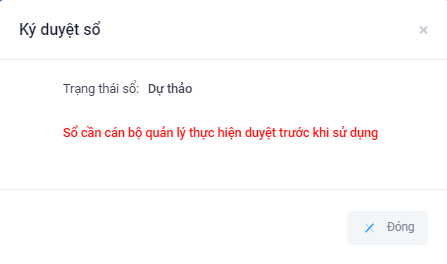 Ký duyệt sổ
Trạng thái sổ: Dự thảo
Sổ cần cán bộ quản lý thực hiện duyệt trước khi sử dụng
Đóng